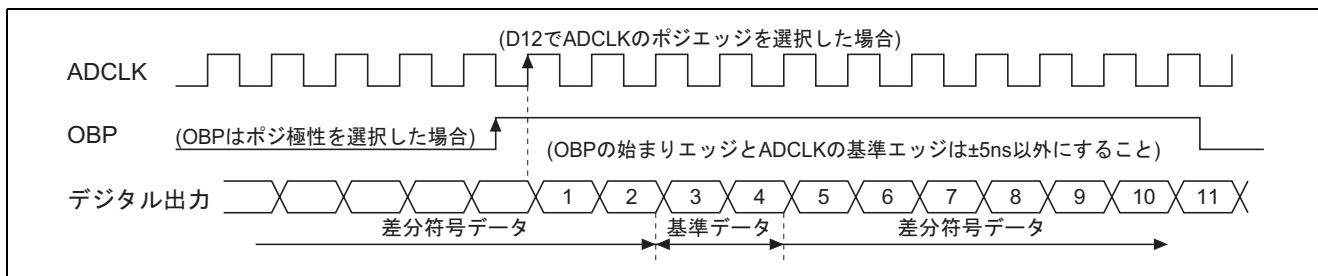 (D12でADCLKのポジエッジを選択した場合)
ADCLK
OBP
(OBPはポジ極性を選択した場合)
(OBPの始まりエッジとADCLKの基準エッジは±5ns以外にすること)
デジタル出力
1 2 3 4 5 6 7 8 9 10 11
差分符号データ 基準データ 差分符号データ